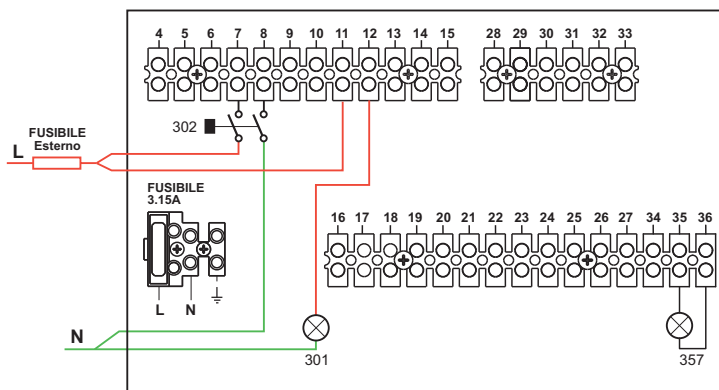 4 5 6 7 8 9 10 11 12 13 14 15
28 29 30 31 32 33
302
FUSIBILE
Esterno
L
FUSIBILE
3.15A
L N
16 17 18 19 20 21 22 23 24 25 26 27 34 35 36
N
301
357